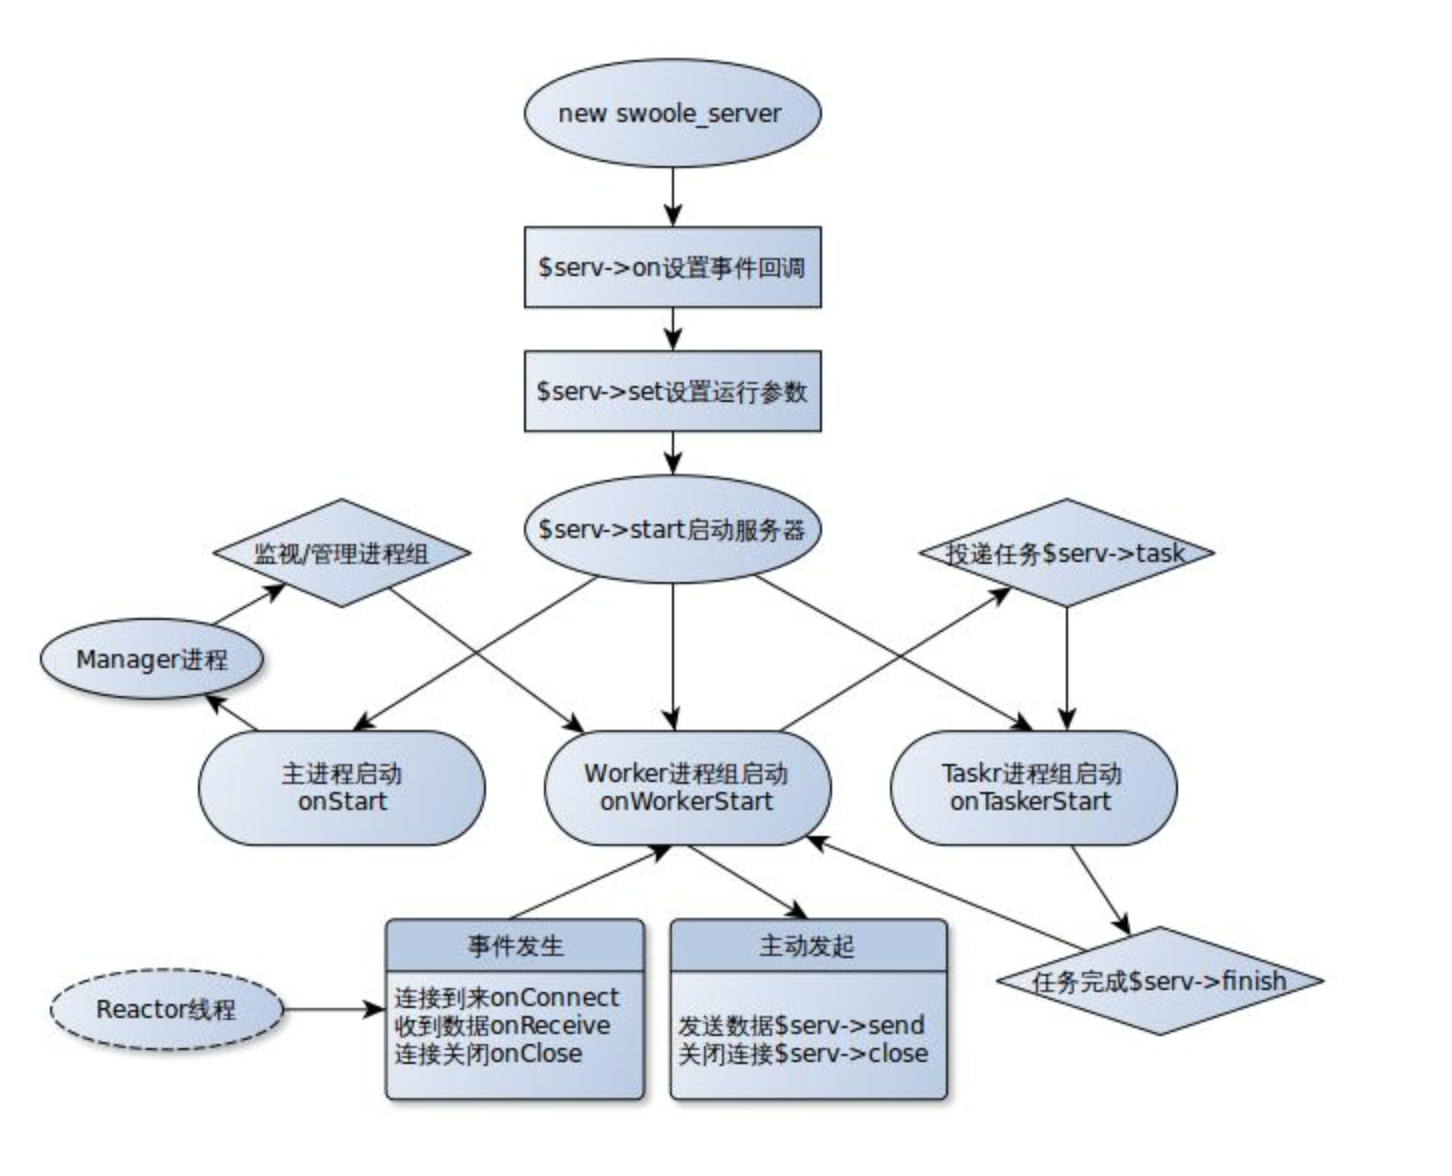 new swoole_server
$serv->on设置事件回调
$serv->set设置运行参数
$serv->start启动服务器
监视/管理进程组
投递任务$serv->task
Manager进程
主进程启动
onStart
Worker进程组启动
onWorkerStart
Taskr进程组启动
onTaskerStart
事件发生
连接到来onConnect
收到数据onReceive
连接关闭onClose
主动发起
发送数据$serv->send
关闭连接$serv->close
任务完成$serv->finish
Reactor线程